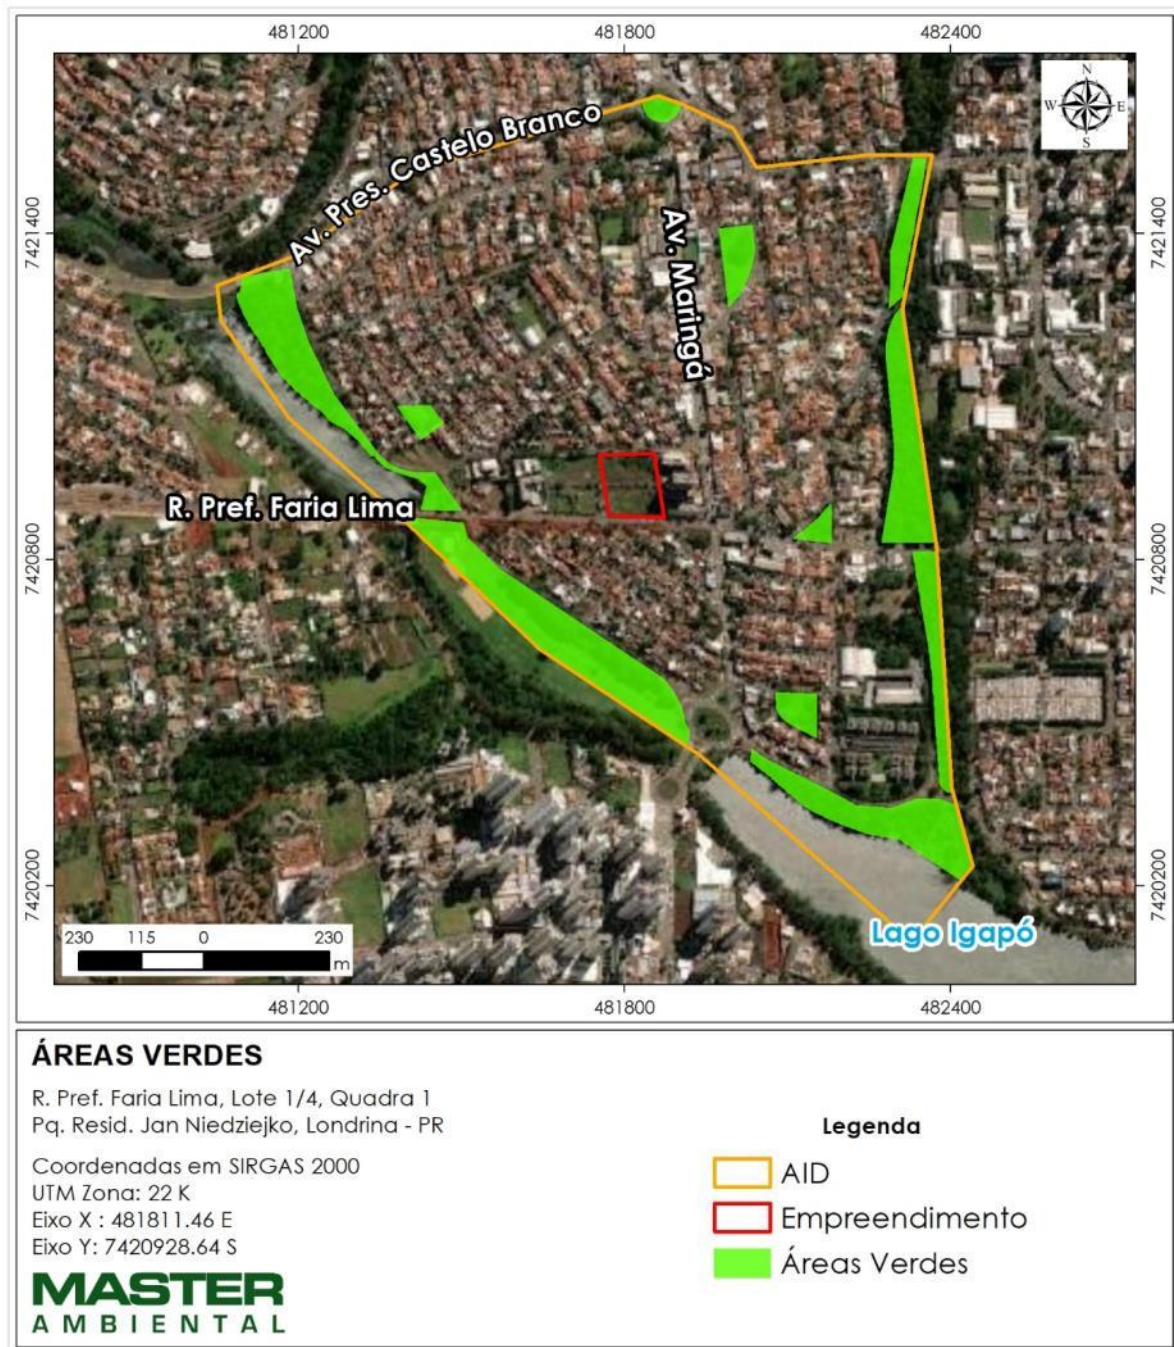 481200 481800 482400
N
W E
S
Av. Pres. Castelo Branco
7421400 7421400
Av. Maringá
R. Pref. Faria Lima
7420800 7420800
7420200 7420200
Lago Igapó
230 115 0 230
m
481200 481800 482400
ÁREAS VERDES
R. Pref. Faria Lima, Lote 1/4, Quadra 1
Pq. Resid. Jan Niedziejko, Londrina - PR
Coordenadas em SIRGAS 2000
UTM Zona: 22 K
Eixo X : 481811.46 E
Eixo Y: 7420928.64 S
MASTER
AMBIENTAL
Legenda
AID
Empreendimento
Áreas Verdes